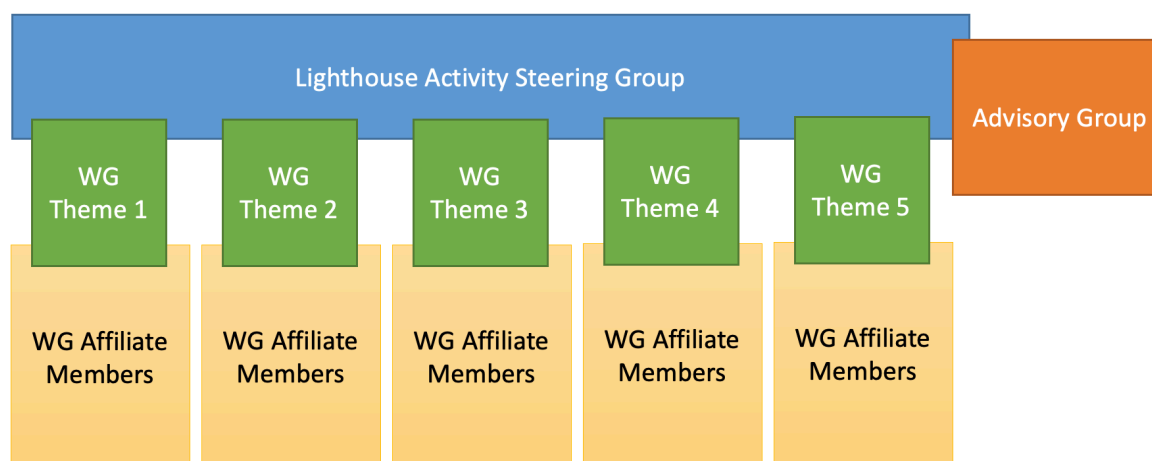 Lighthouse Activity Steering Group
Advisory Group
WG
Theme 1
WG
Theme 2
WG
Theme 3
WG
Theme 4
WG
Theme 5
WG Affiliate
Members
WG Affiliate
Members
WG Affiliate
Members
WG Affiliate
Members
WG Affiliate
Members